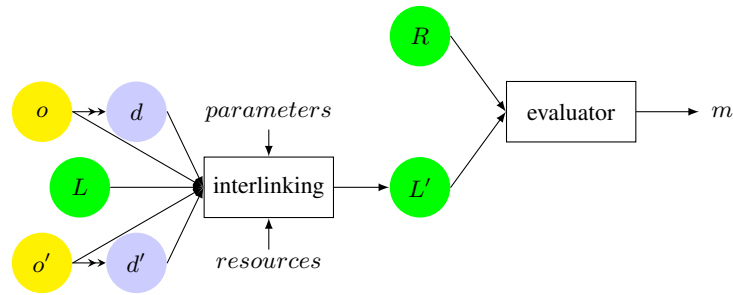 R
o
d
parameters
evaluator
m
L
interlinking
L′
o′
d′
resources